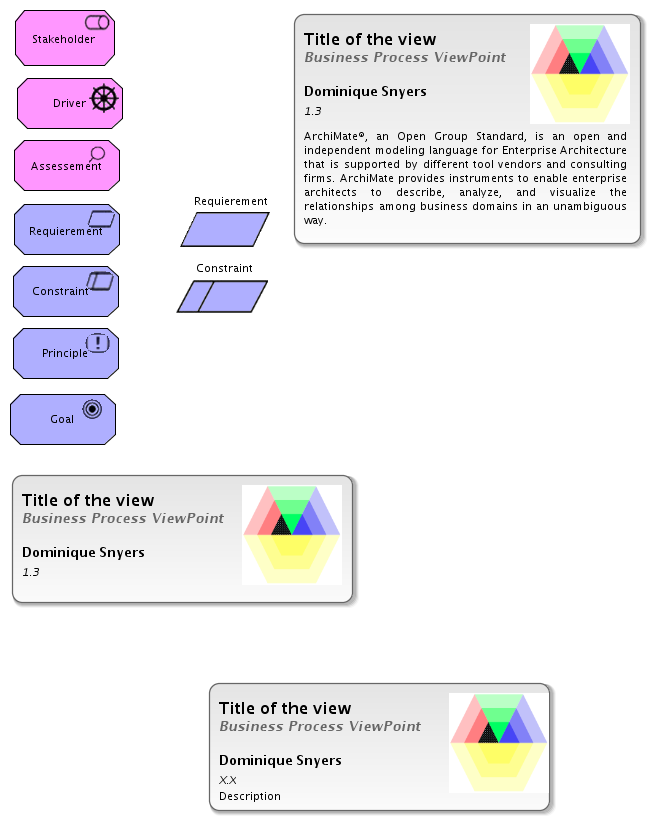 Stakeholder
Driver
Assessement
Requierement
Constraint
Principle
Goal
Requierement
Constraint
Title of the view
Business Process ViewPoint
Dominique Snyers
1.3
ArchiMate®, an Open Group Standard, is an open and
independent modeling language for Enterprise Architecture
that is supported by different tool vendors and consulting
firms. ArchiMate provides instruments to enable enterprise
architects to describe, analyze, and visualize the
relationships among business domains in an unambiguous
way.
Title of the view
Business Process ViewPoint
Dominique Snyers
1.3
Title of the view
Business Process ViewPoint
Dominique Snyers
X.X
Description